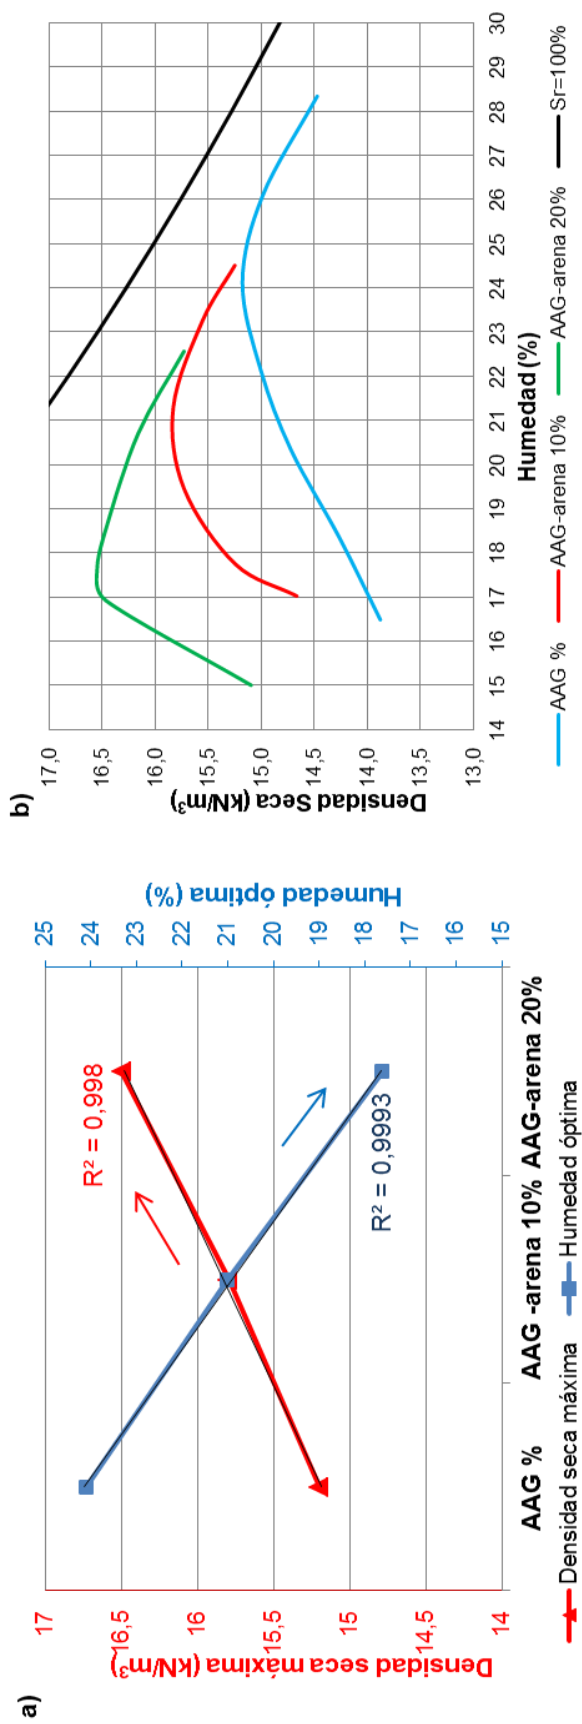 a)
Densidad seca máxima (kN/m³)
17
16,5
16
15,5
15
14,5
14
R² = 0,998
R² = 0,9993
25
24
23
22
21
20
19
18
17
16
15
Humedad óptima (%)
AAG % AAG -arena 10% AAG-arena 20%
Densidad seca máxima Humedad óptima
b)
Densidad Seca (kN/m³)
17,0
16,5
16,0
15,5
15,0
14,5
14,0
13,5
13,0
14 15 16 17 18 19 20 21 22 23 24 25 26 27 28 29 30
Humedad (%)
AAG % AAG-arena 10% AAG-arena 20% Sr=100%